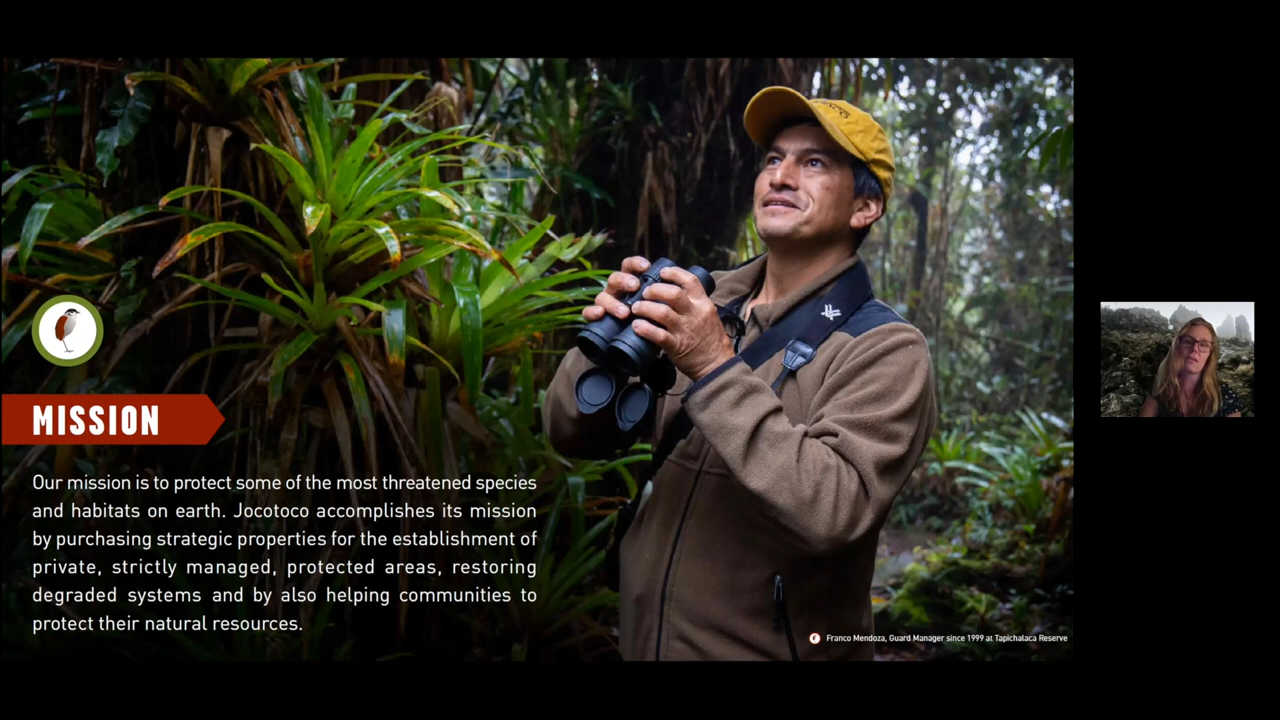 MISSION
Our mission is to protect some of the most threatened species
and habitats on earth. Jocotoco accomplishes its mission
by purchasing strategic properties for the establishment of
private, strictly managed, protected areas, restoring
degraded systems and by also helping communities to
protect their natural resources.
Franco Mendoza, Guard Manager since 1999 at Tapichalaca Reserve